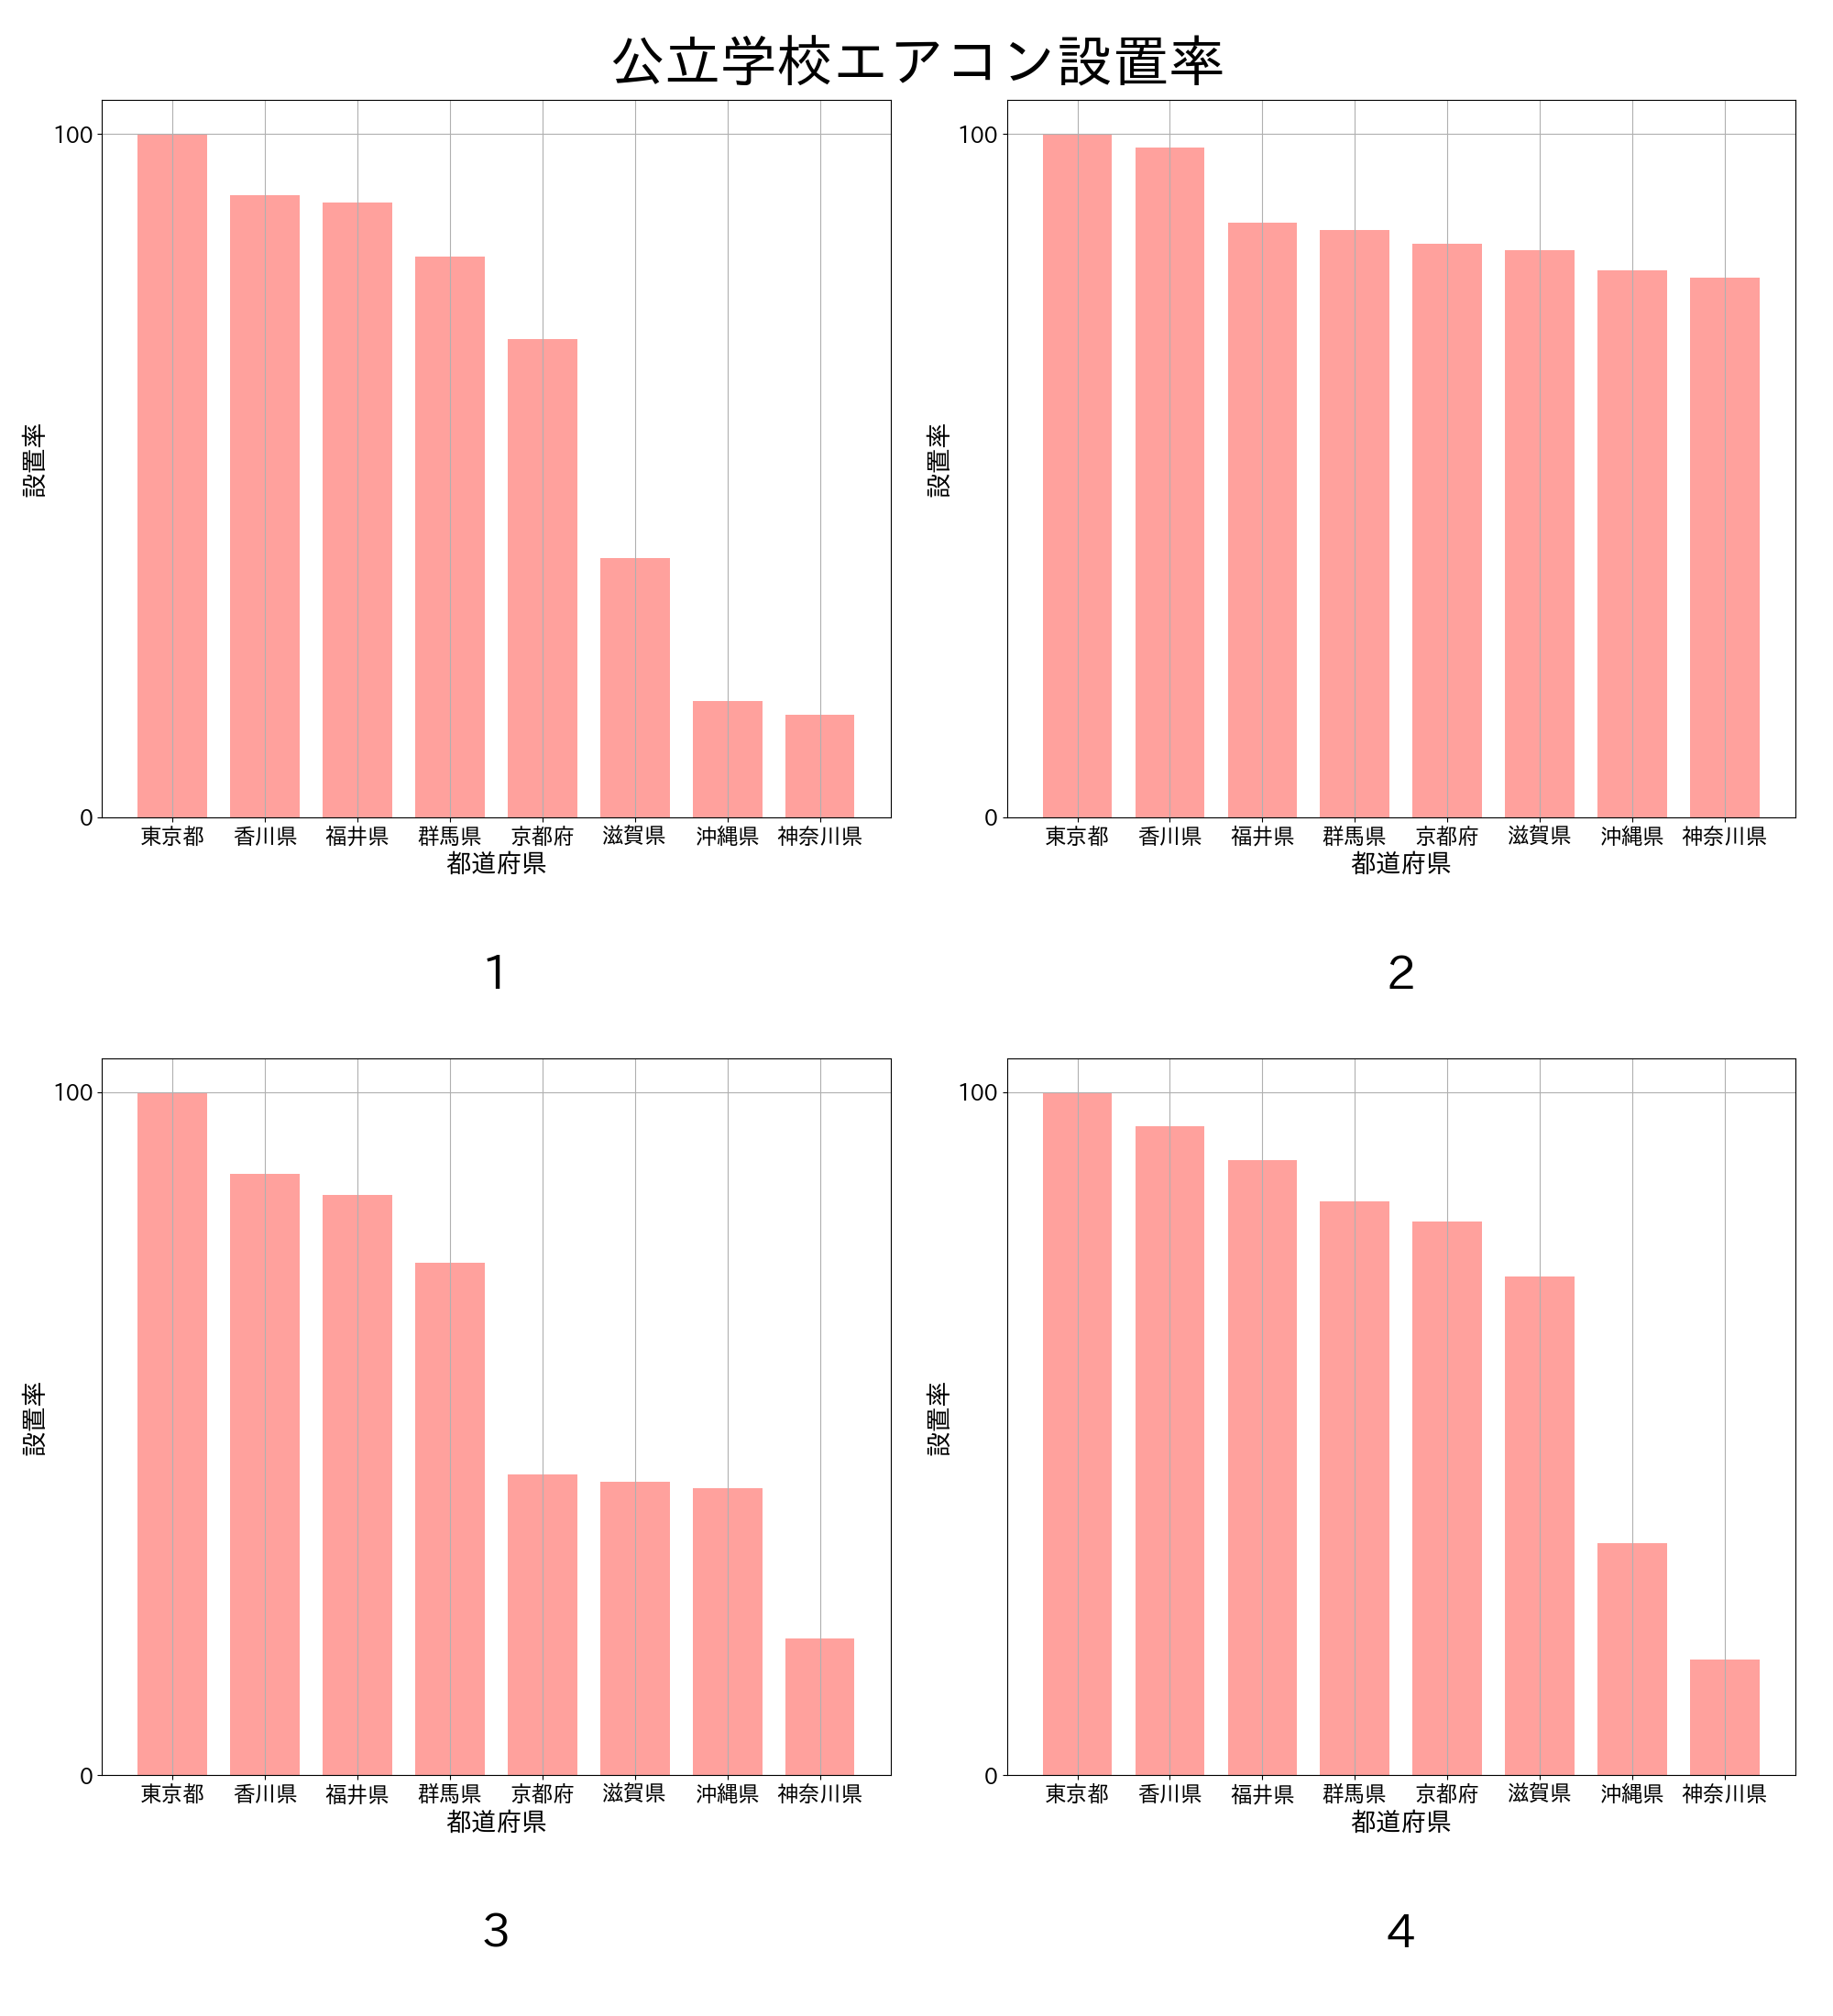 公立学校エアコン設置率
100
0
設置率
東京都 香川県 福井県 群馬県 京都府 滋賀県 沖縄県 神奈川県
都道府県
1
100
0
設置率
東京都 香川県 福井県 群馬県 京都府 滋賀県 沖縄県 神奈川県
都道府県
2
100
0
設置率
東京都 香川県 福井県 群馬県 京都府 滋賀県 沖縄県 神奈川県
都道府県
3
100
0
設置率
東京都 香川県 福井県 群馬県 京都府 滋賀県 沖縄県 神奈川県
都道府県
4